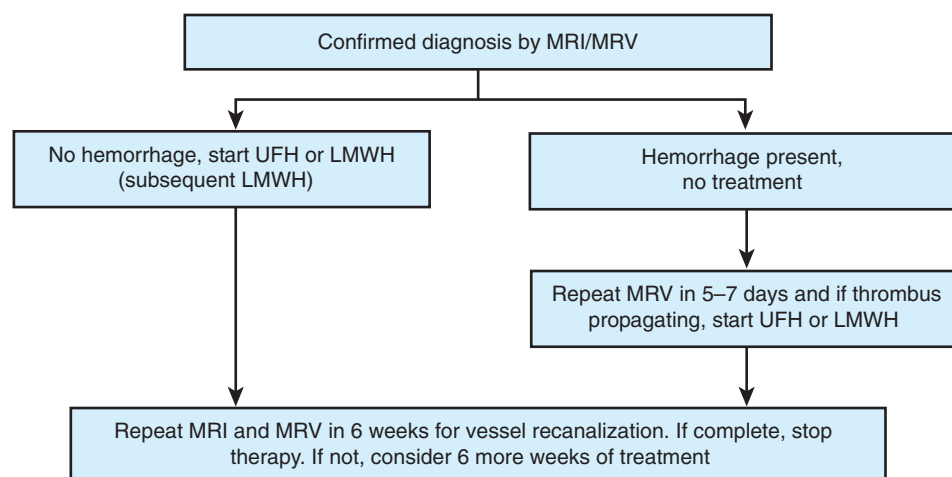 Confirmed diagnosis by MRI/MRV
No hemorrhage, start UFH or LMWH
(subsequent LMWH)
Hemorrhage present,
no treatment
Repeat MRV in 5–7 days and if thrombus
propagating, start UFH or LMWH
Repeat MRI and MRV in 6 weeks for vessel recanalization. If complete, stop
therapy. If not, consider 6 more weeks of treatment